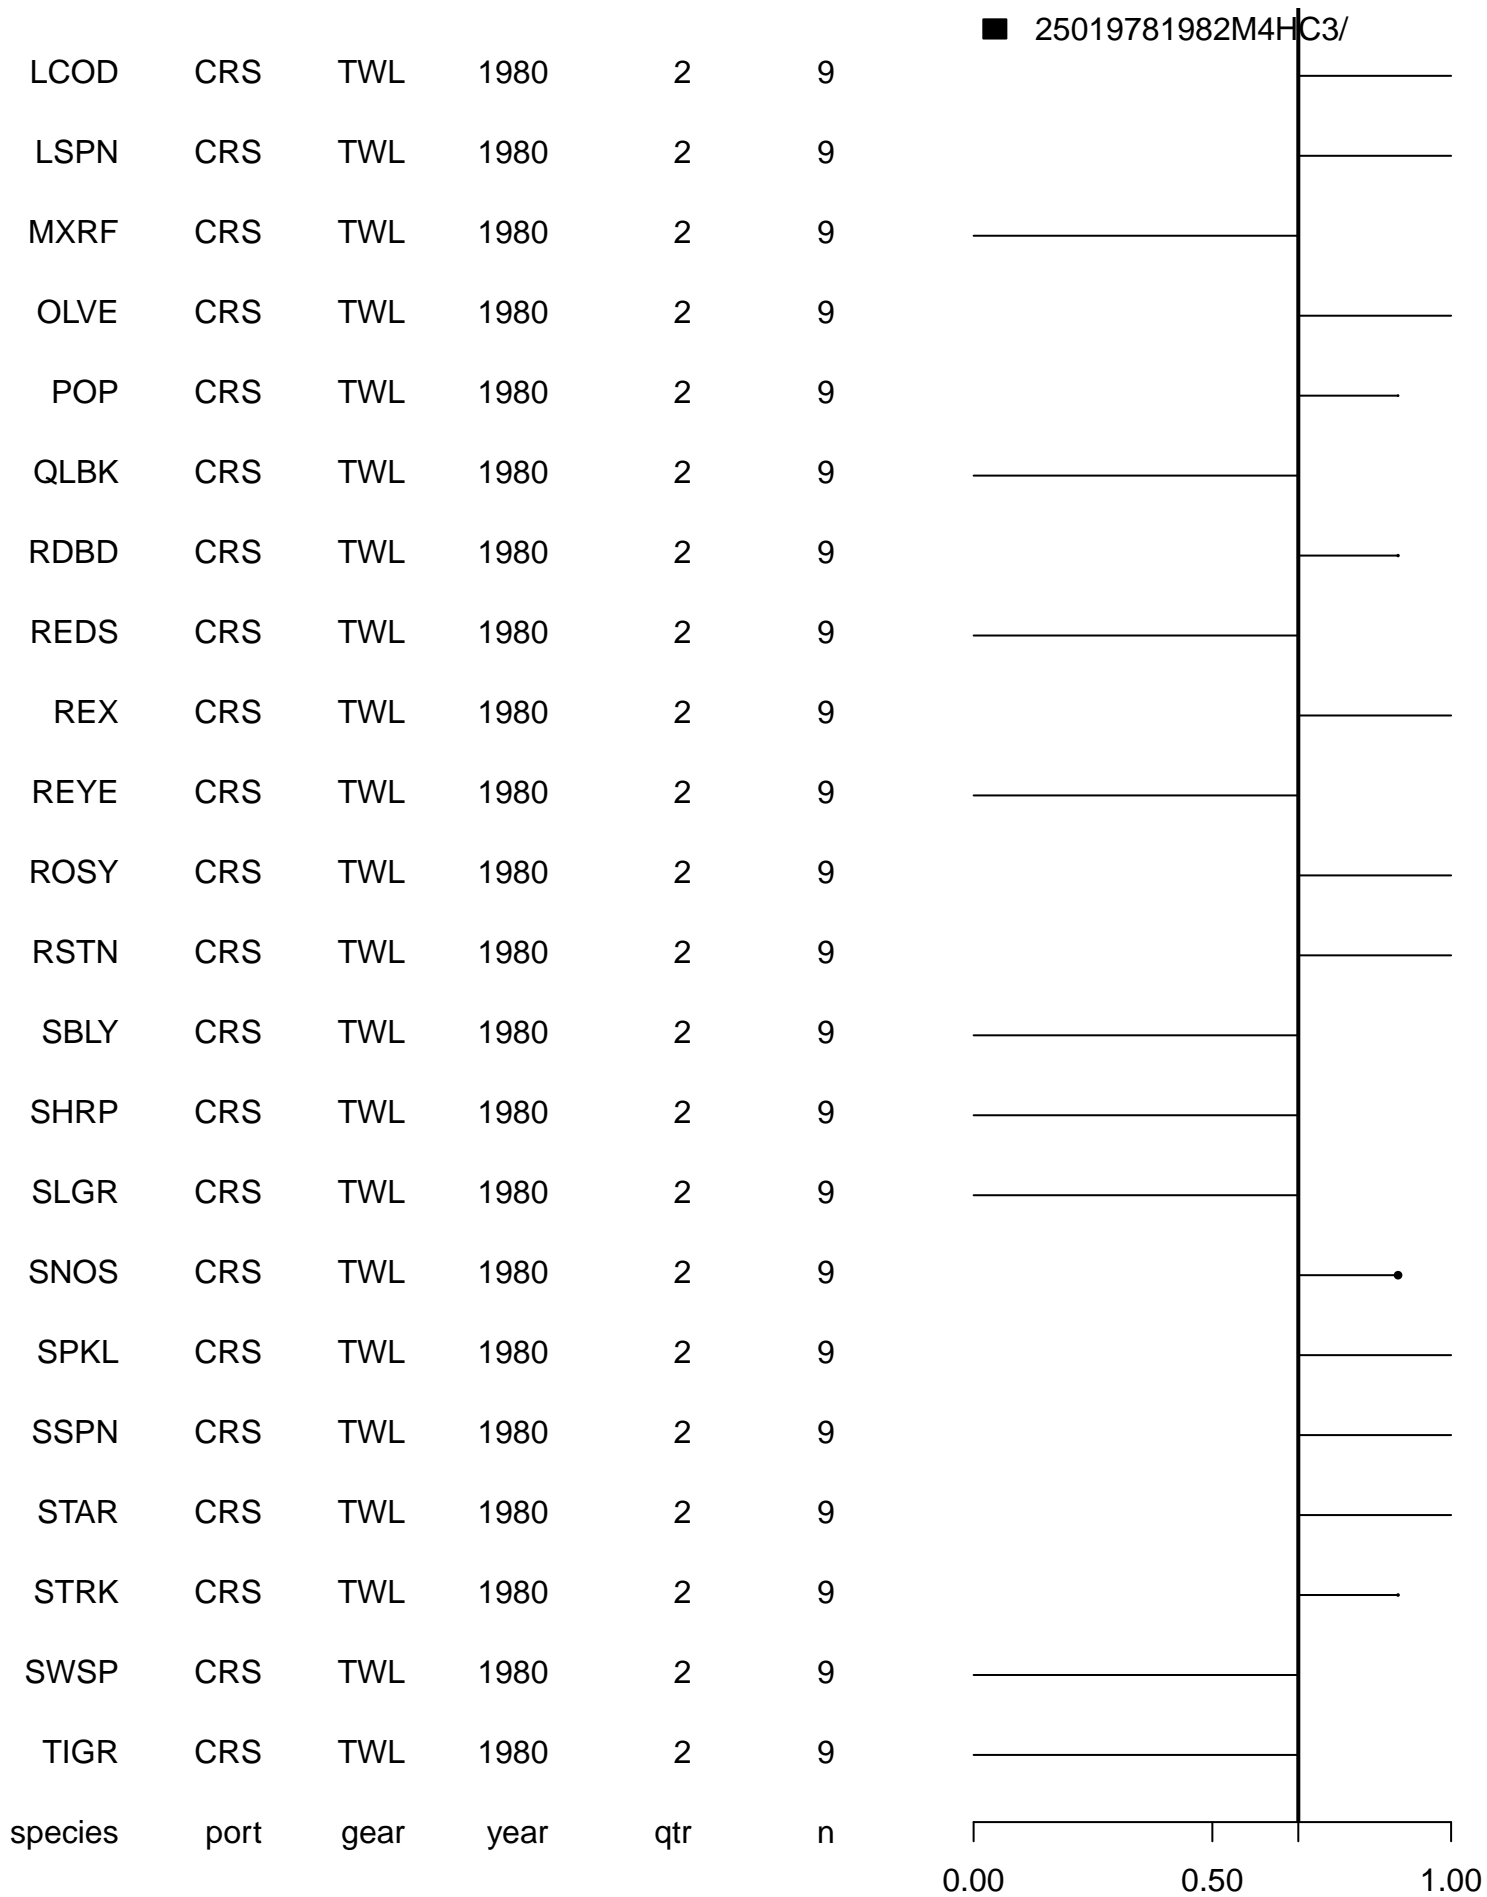 25019781982M4HC3/
LCOD CRS TWL 1980 2 9
LSPN CRS TWL 1980 2 9
MXRF CRS TWL 1980 2 9
OLVE CRS TWL 1980 2 9
POP CRS TWL 1980 2 9
QLBK CRS TWL 1980 2 9
RDBD CRS TWL 1980 2 9
REDS CRS TWL 1980 2 9
REX CRS TWL 1980 2 9
REYE CRS TWL 1980 2 9
ROSY CRS TWL 1980 2 9
RSTN CRS TWL 1980 2 9
SBLY CRS TWL 1980 2 9
SHRP CRS TWL 1980 2 9
SLGR CRS TWL 1980 2 9
SNOS CRS TWL 1980 2 9
SPKL CRS TWL 1980 2 9
SSPN CRS TWL 1980 2 9
STAR CRS TWL 1980 2 9
STRK CRS TWL 1980 2 9
SWSP CRS TWL 1980 2 9
TIGR CRS TWL 1980 2 9
species port gear year qtr n
0.00 0.50 1.00